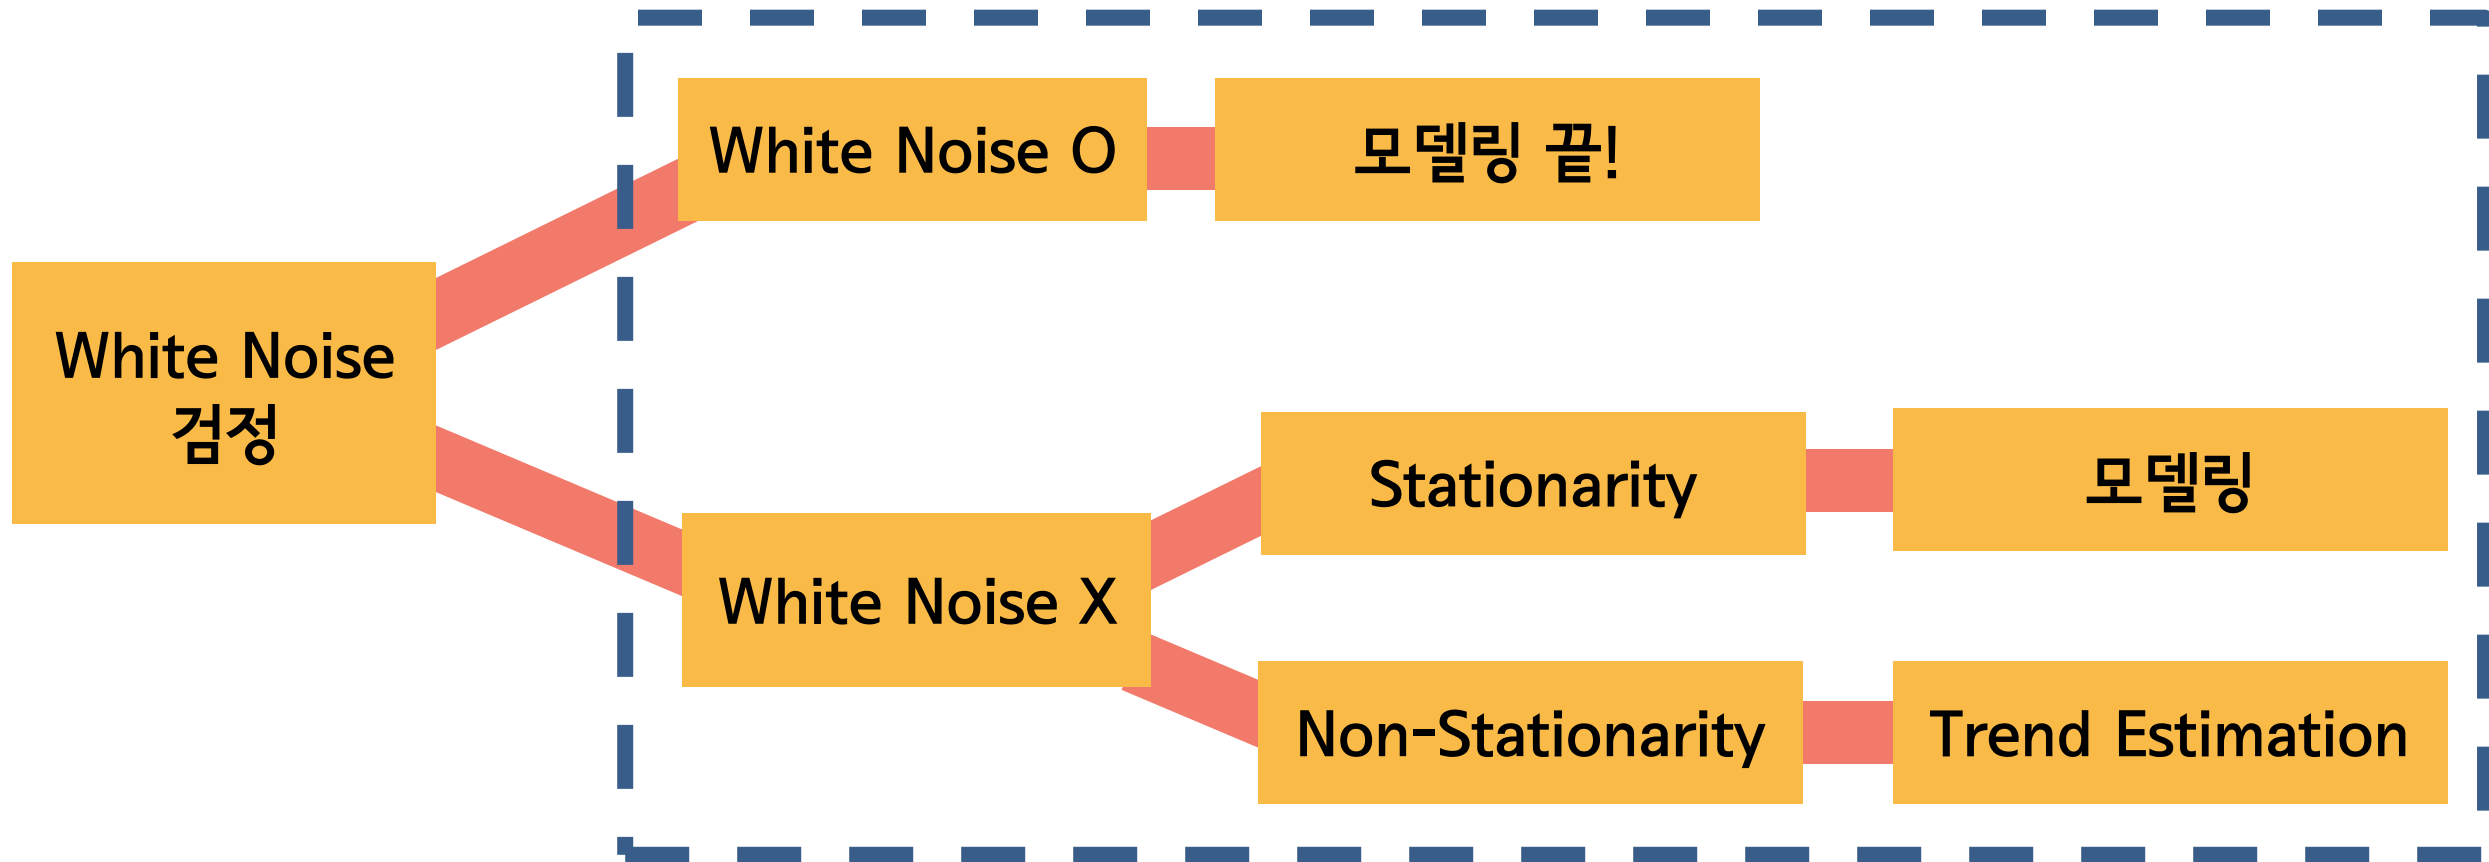 White Noise
검정
White Noise O
모델링 끝!
White Noise X
Stationarity
모델링
Non-Stationarity
Trend Estimation